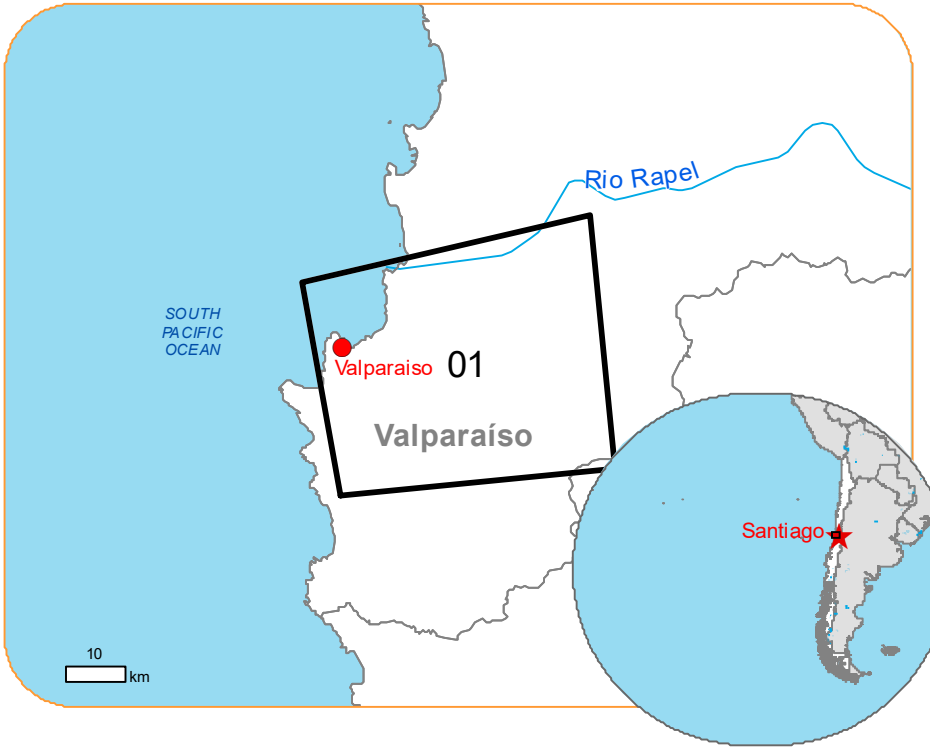 Rio Rapel
SOUTH
PACIFIC
OCEAN
Valparaiso
01
Valparaíso
Santiago
10
km